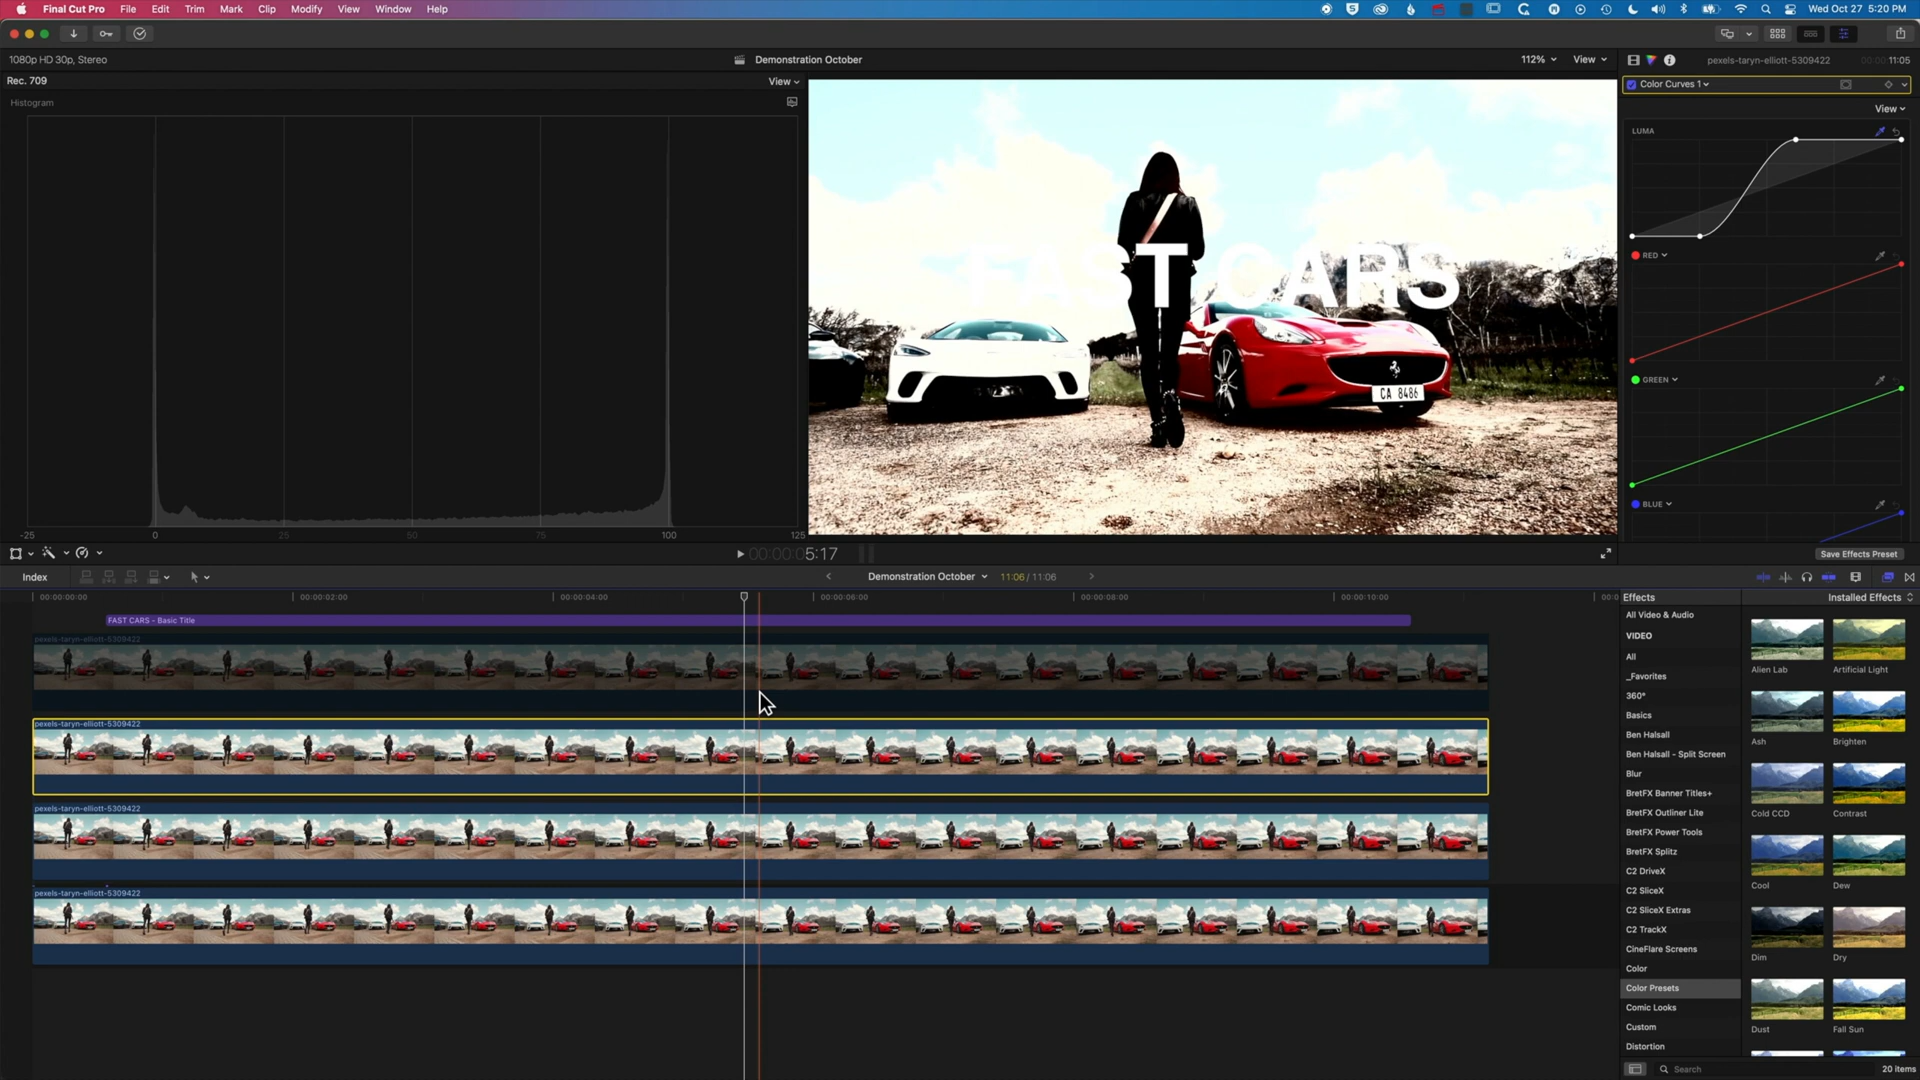 Final Cut Pro File Edit Trim Mark Clip Modify View Window Help
Wed Oct 27 5:20 PM
1080p HD 30p, Stereo
Demonstration October
112%
View
pexels-taryn-elliott-5309422
11:05
Rec. 709
View
Histogram
-25 0 25 50 75 100 125
FAST CARS
CA 8486
Color Curves 1
View
LUMA
RED
GREEN
BLUE
Save Effects Preset
00:00:05:17
Index
Demonstration October
11:06 / 11:06
00:00:00:00
00:00:02:00
00:00:04:00
00:00:06:00
00:00:08:00
00:00:10:00
FAST CARS - Basic Title
pexels-taryn-elliott-5309422
pexels-taryn-elliott-5309422
pexels-taryn-elliott-5309422
pexels-taryn-elliott-5309422
Effects
Installed Effects
All Video & Audio
VIDEO
All
_Favorites
360°
Basics
Ben Halsall
Ben Halsall - Split Screen
Blur
BretFX Banner Titles+
BretFX Outliner Lite
BretFX Power Tools
BretFX Splitz
C2 DriveX
C2 SliceX
C2 SliceX Extras
C2 TrackX
CineFlare Screens
Color
Color Presets
Comic Looks
Custom
Distortion
Alien Lab
Artificial Light
Ash
Brighten
Cold CCD
Contrast
Cool
Dew
Dim
Dry
Dust
Fall Sun
Search
20 items